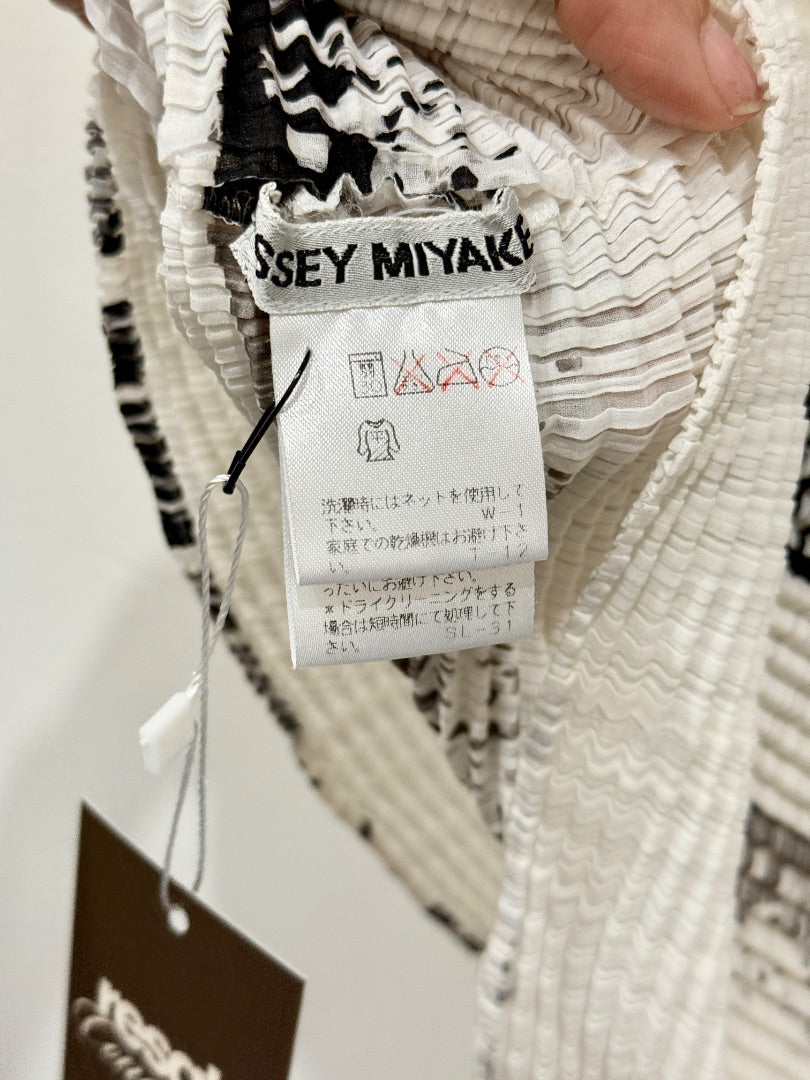 SSEY MIYAKE
洗濯時にはネットを使用して
下さい。 W-1
家庭での乾燥機はお避け下さ
い。 T-12
ったいにお避け下さい。
*ドライクリーニングをする
場合は短時間にて処理して下
さい。 SL-31